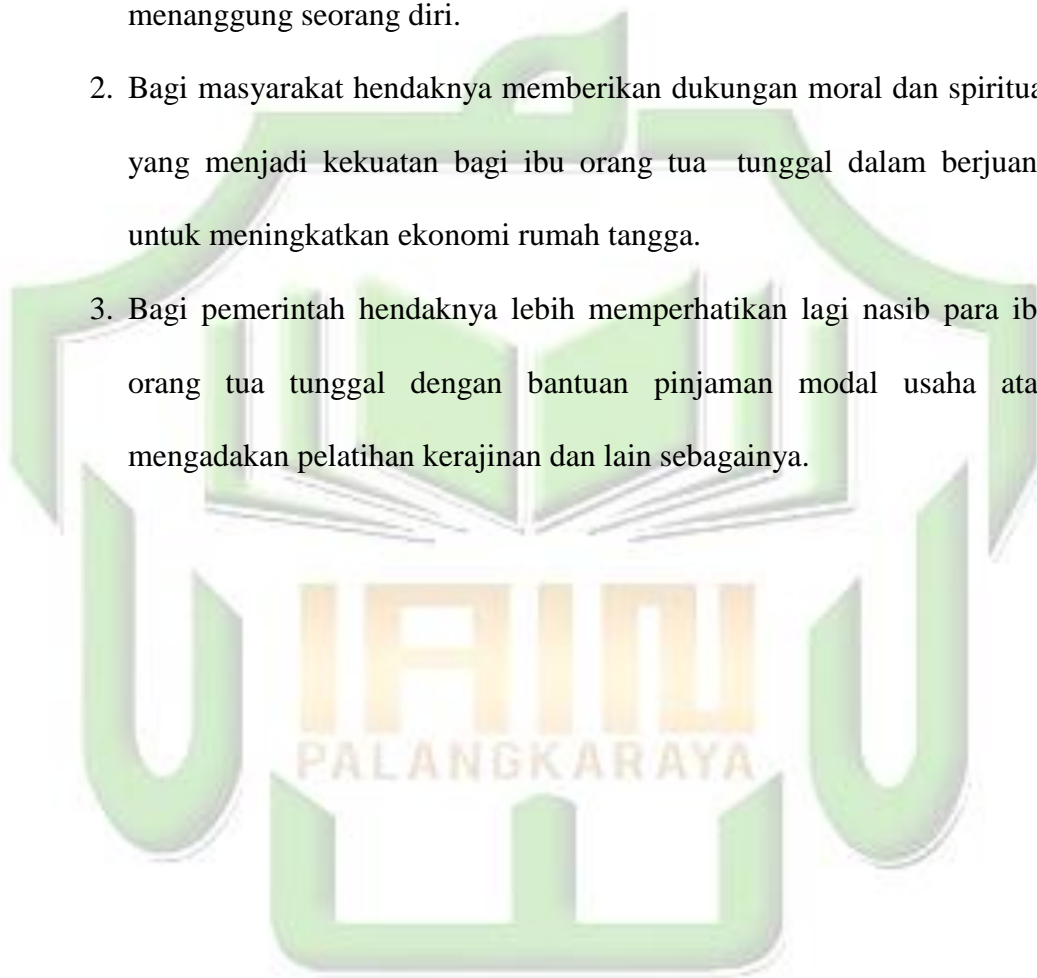 menanggung seorang diri.
2. Bagi masyarakat hendaknya memberikan dukungan moral dan spiritua
yang menjadi kekuatan bagi ibu orang tua tunggal dalam berjuan
untuk meningkatkan ekonomi rumah tangga.
3. Bagi pemerintah hendaknya lebih memperhatikan lagi nasib para ib
orang tua tunggal dengan bantuan pinjaman modal usaha ata
mengadakan pelatihan kerajinan dan lain sebagainya.
IAIN
PALANGKARAYA